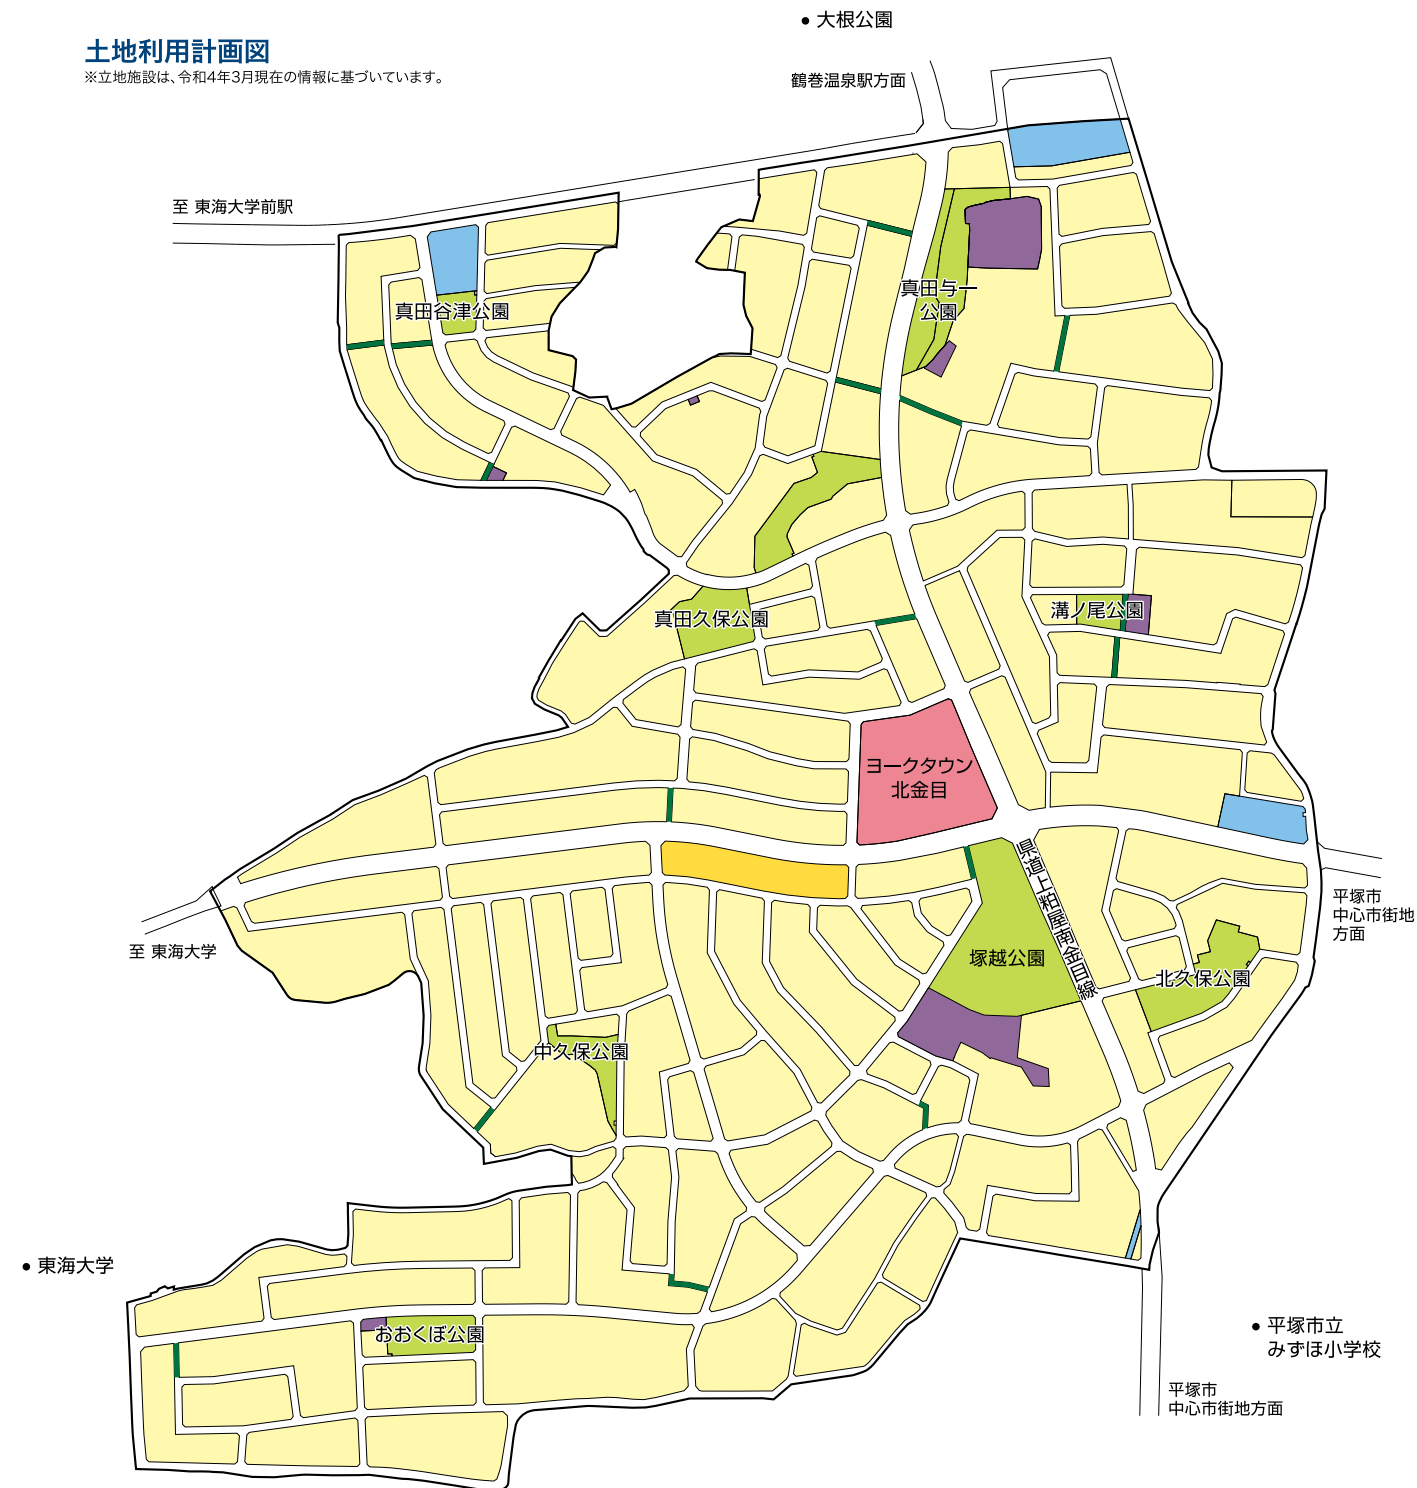 大根公園
土地利用計画図
※立地施設は、令和4年3月現在の情報に基づいています。
鶴巻温泉駅方面
至 東海大学前駅
真田与一
公園
真田谷津公園
溝ノ尾公園
真田久保公園
ヨークタウン
北金目
県道上粕屋南金目線
平塚市
中心市街地
方面
至 東海大学
塚越公園
北久保公園
中久保公園
東海大学
おおくぼ公園
平塚市立
みずほ小学校
平塚市
中心市街地方面